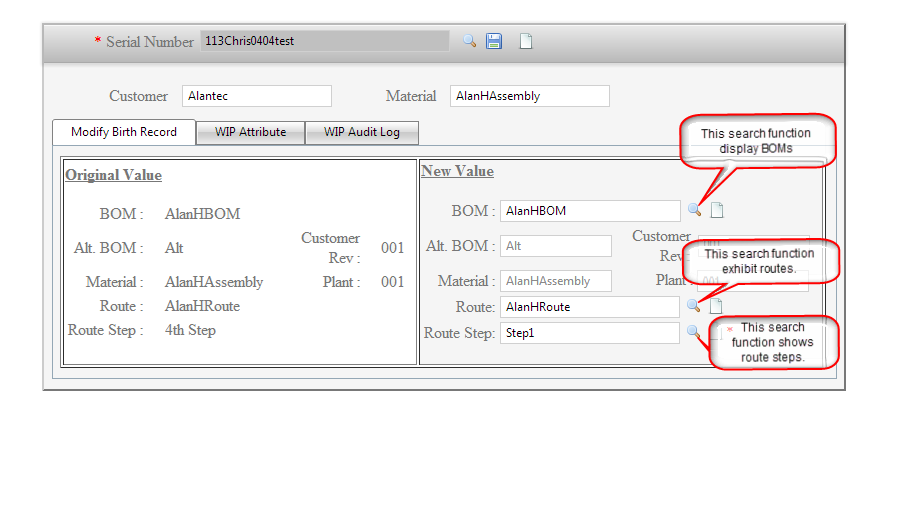 * Serial Number 113Chris0404test
Customer Alantec Material AlanHAssembly
Modify Birth Record WIP Attribute WIP Audit Log
This search function
display BOMs
Original Value
BOM : AlanHBOM
Alt. BOM : Alt
Customer
Rev : 001
Material : AlanHAssembly Plant : 001
Route : AlanHRoute
Route Step : 4th Step
New Value
BOM : AlanHBOM
Alt. BOM : Alt
Customer
Rev :
Material : AlanHAssembly Plant : 001
Route: AlanHRoute
Route Step: Step1
This search function
exhibit routes.
* This search
function shows
route steps.